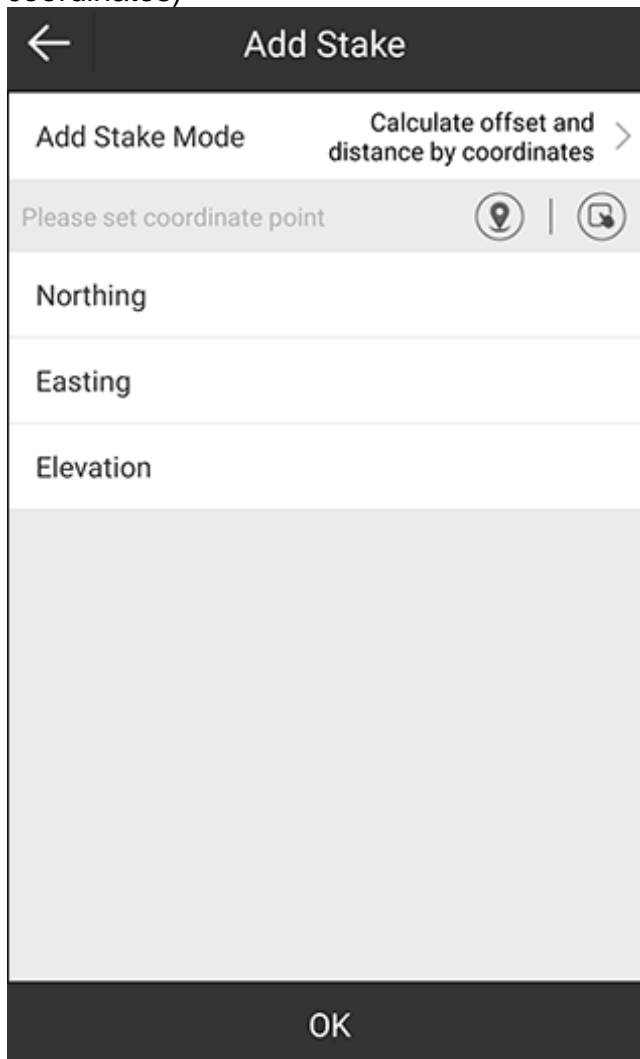 coordinates)
Add Stake
Add Stake Mode
Calculate offset and
distance by coordinates
Please set coordinate point
Northing
Easting
Elevation
OK